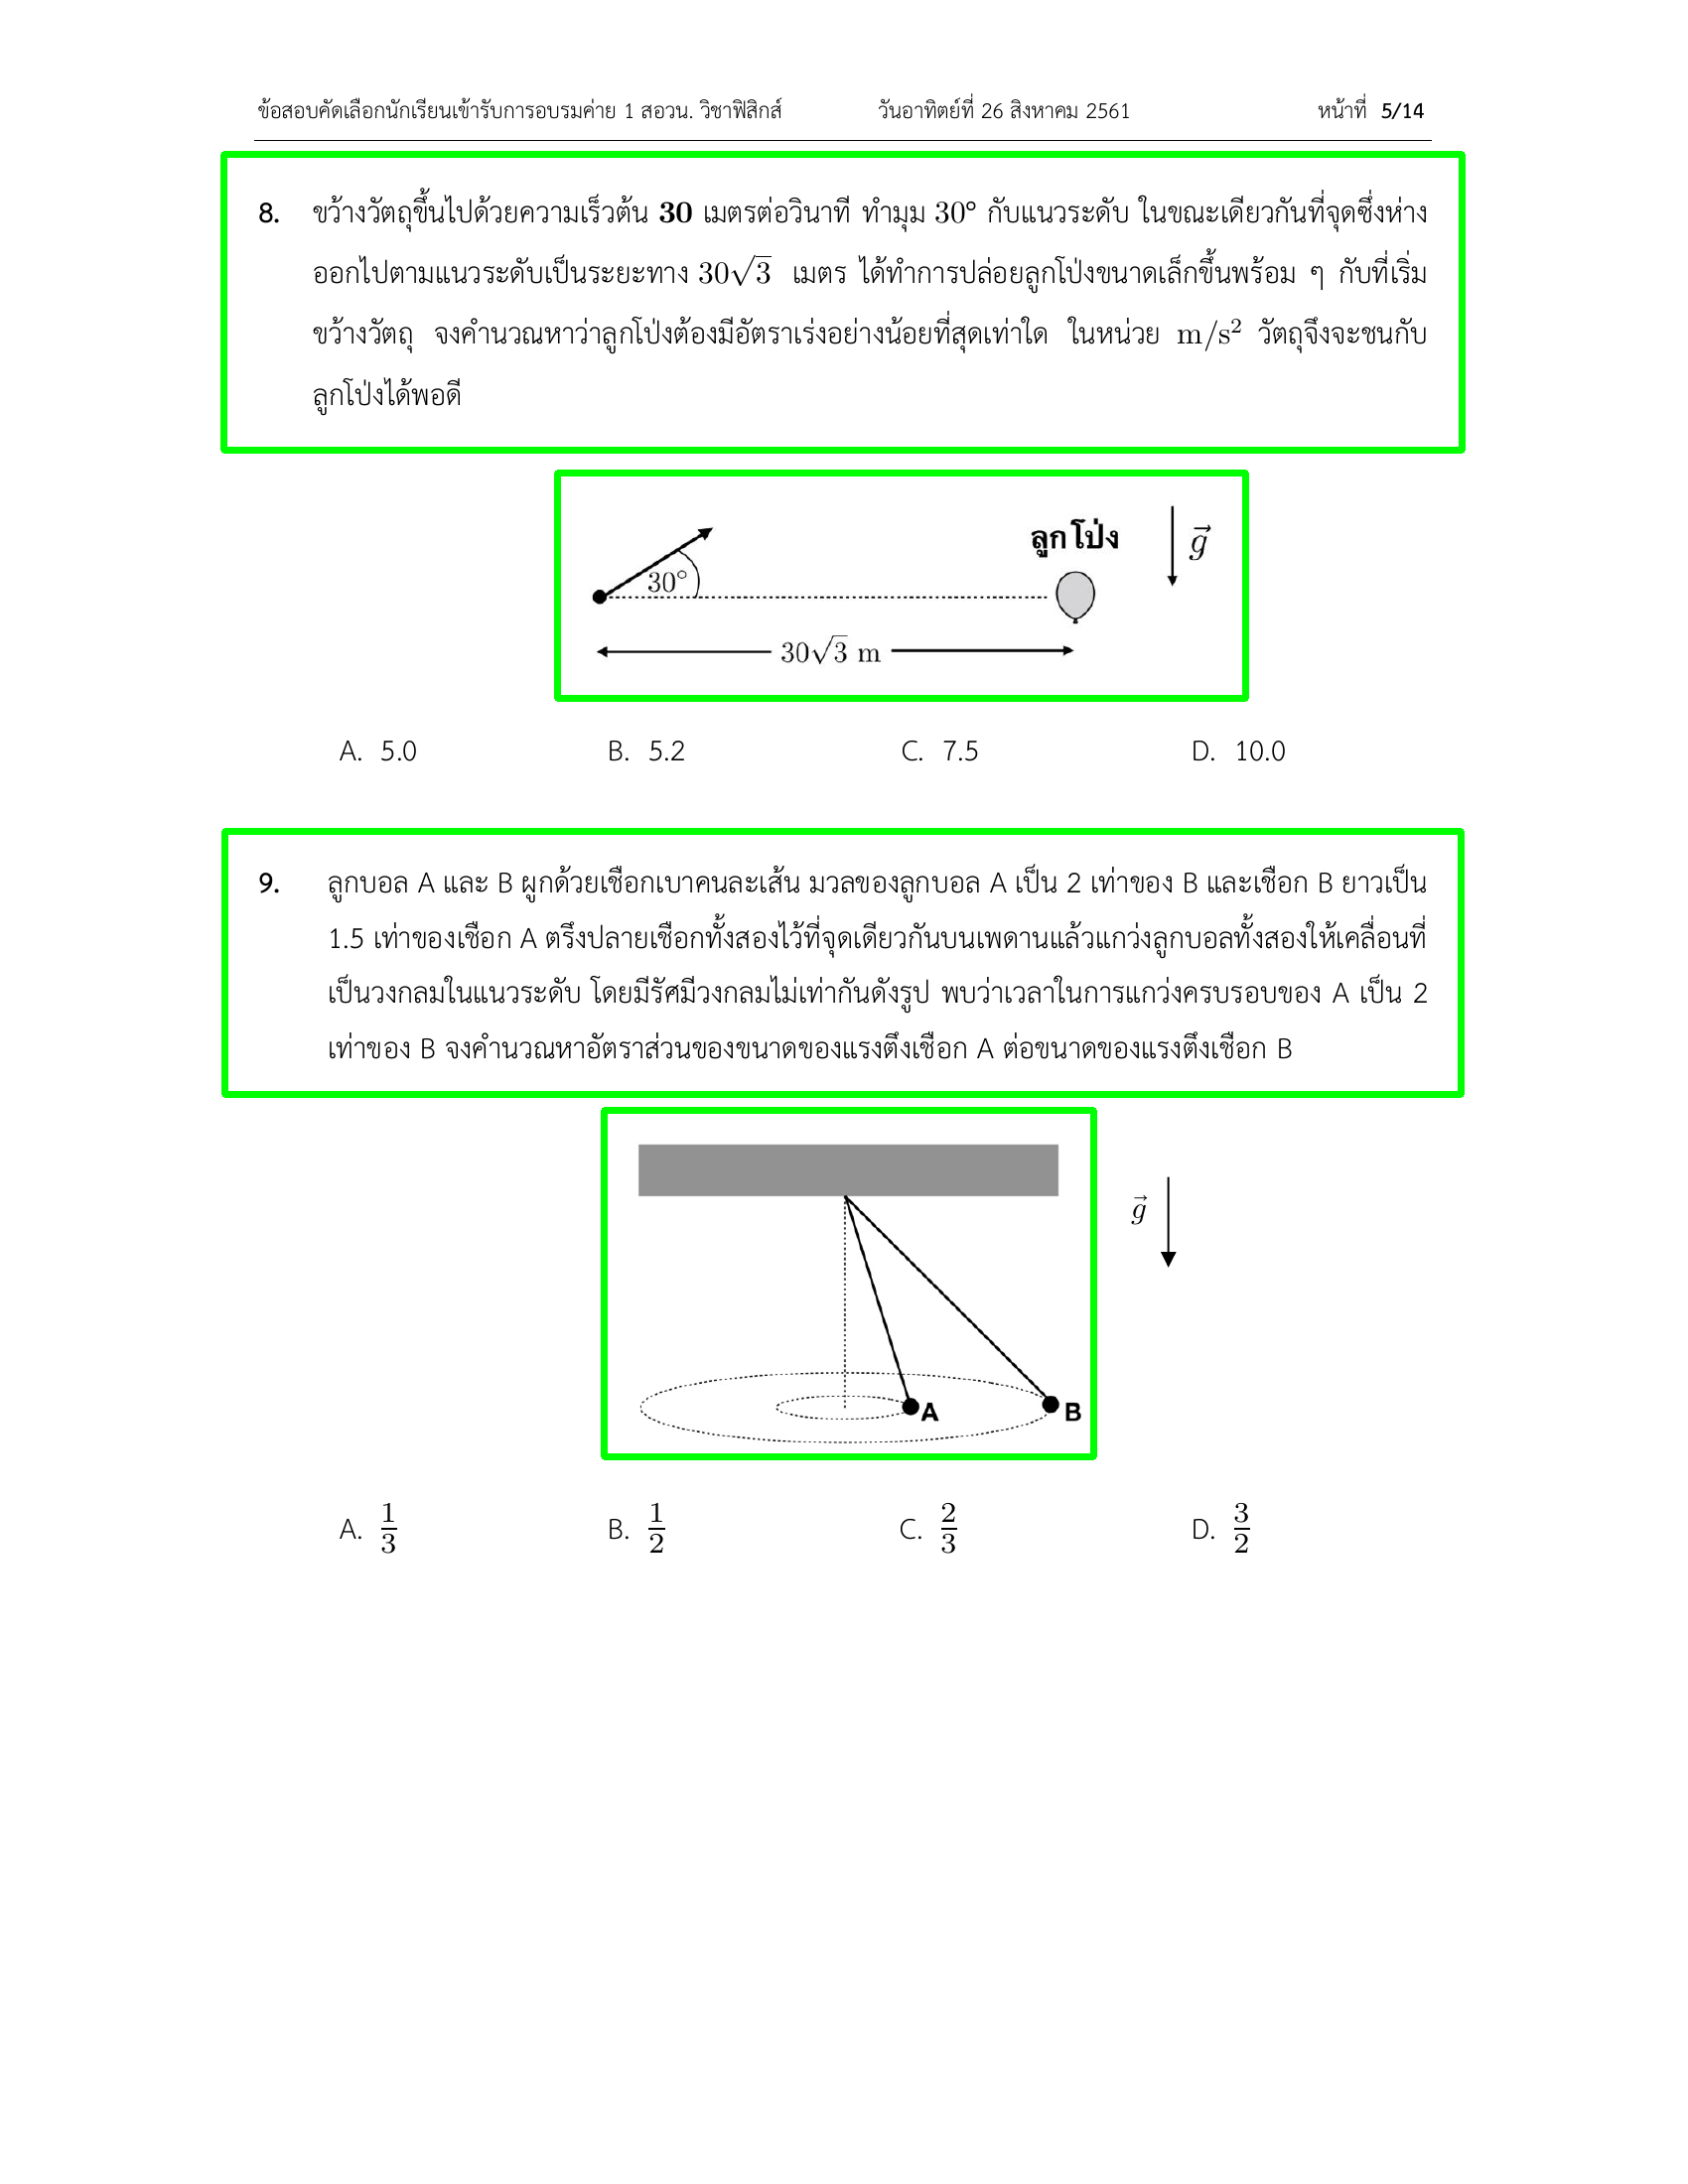 ข้อสอบคัดเลือกนักเรียนเข้ารับการอบรมค่าย 1 สอวน. วิชาฟิสิกส์ วันอาทิตย์ที่ 26 สิงหาคม 2561 หน้าที่ 5/14
8. ขว้างวัตถุขึ้นไปด้วยความเร็วต้น 30 เมตรต่อวินาที ทำมุม 30° กับแนวระดับ ในขณะเดียวกันที่จุดซึ่งห่าง
ออกไปตามแนวระดับเป็นระยะทาง 30√3 เมตร ได้ทำการปล่อยลูกโป่งขนาดเล็กขึ้นพร้อม ๆ กับที่เริ่ม
ขว้างวัตถุ จงคำนวณหาว่าลูกโป่งต้องมีอัตราเร่งอย่างน้อยที่สุดเท่าใด ในหน่วย m/s² วัตถุจึงจะชนกับ
ลูกโป่งได้พอดี
ลูกโป่ง
g⃗
30°
30√3 m
A. 5.0 B. 5.2 C. 7.5 D. 10.0
9. ลูกบอล A และ B ผูกด้วยเชือกเบาคนละเส้น มวลของลูกบอล A เป็น 2 เท่าของ B และเชือก B ยาวเป็น
1.5 เท่าของเชือก A ตรึงปลายเชือกทั้งสองไว้ที่จุดเดียวกันบนเพดานแล้วแกว่งลูกบอลทั้งสองให้เคลื่อนที่
เป็นวงกลมในแนวระดับ โดยมีรัศมีวงกลมไม่เท่ากันดังรูป พบว่าเวลาในการแกว่งครบรอบของ A เป็น 2
เท่าของ B จงคำนวณหาอัตราส่วนของขนาดของแรงตึงเชือก A ต่อขนาดของแรงตึงเชือก B
g⃗
A B
A. 1/3 B. 1/2 C. 2/3 D. 3/2